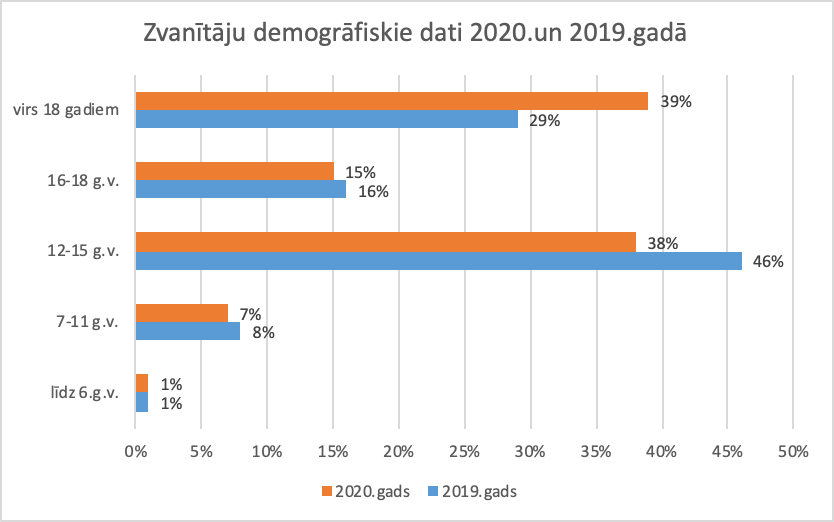 Zvanītāju demogrāfiskie dati 2020.un 2019.gadā
virs 18 gadiem
39%
29%
16-18 g.v.
15%
16%
12-15 g.v.
38%
46%
7-11 g.v.
7%
8%
līdz 6.g.v.
1%
1%
0% 5% 10% 15% 20% 25% 30% 35% 40% 45% 50%
2020.gads 2019.gads